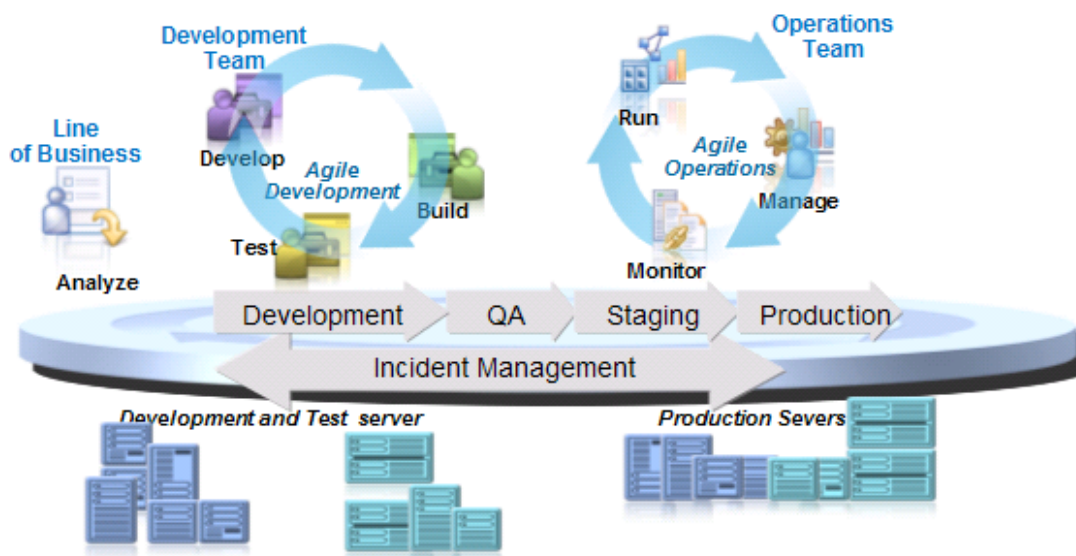 Development
Team
Operations
Team
Line
of Business
Develop
Agile
Development
Build
Test
Analyze
Run
Agile
Operations
Manage
Monitor
Development
QA
Staging
Production
Incident Management
Development and Test server
Production Severs